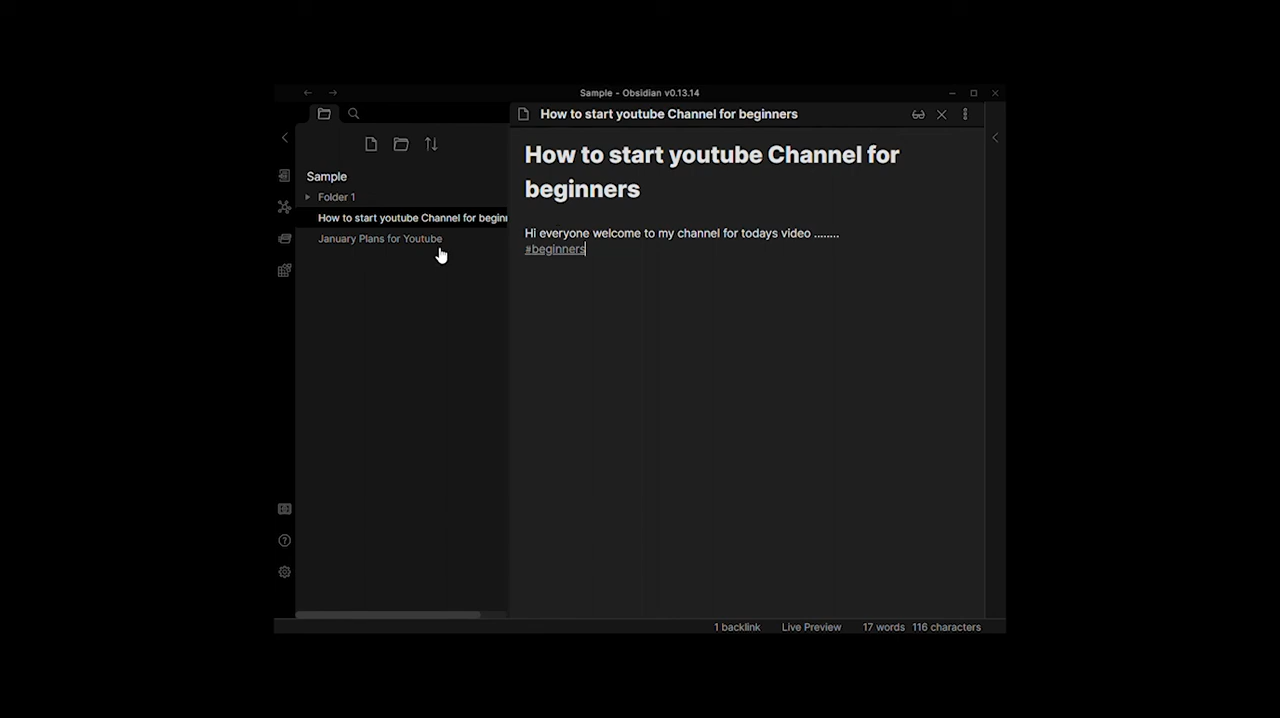 Sample - Obsidian v0.13.14
How to start youtube Channel for beginners
Sample
Folder 1
How to start youtube Channel for begin
January Plans for Youtube
How to start youtube Channel for
beginners
Hi everyone welcome to my channel for todays video ........
#beginners
1 backlink Live Preview 17 words 116 characters